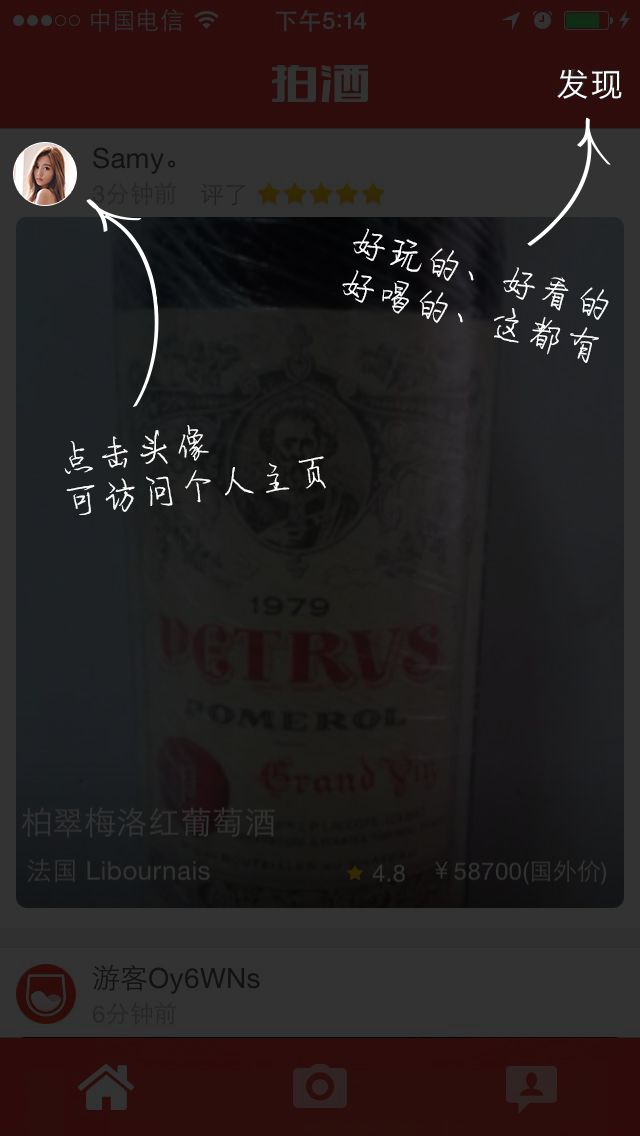 中国电信 下午5:14
拍酒 发现
Samy。
3分钟前 评了
好玩的、好看的
好喝的、这都有
点击头像
可访问个人主页
1979
PETRVS
POMEROL
Grand Vin
柏翠梅洛红葡萄酒
法国 Libournais 4.8 ¥58700(国外价)
游客Oy6WNs
6分钟前